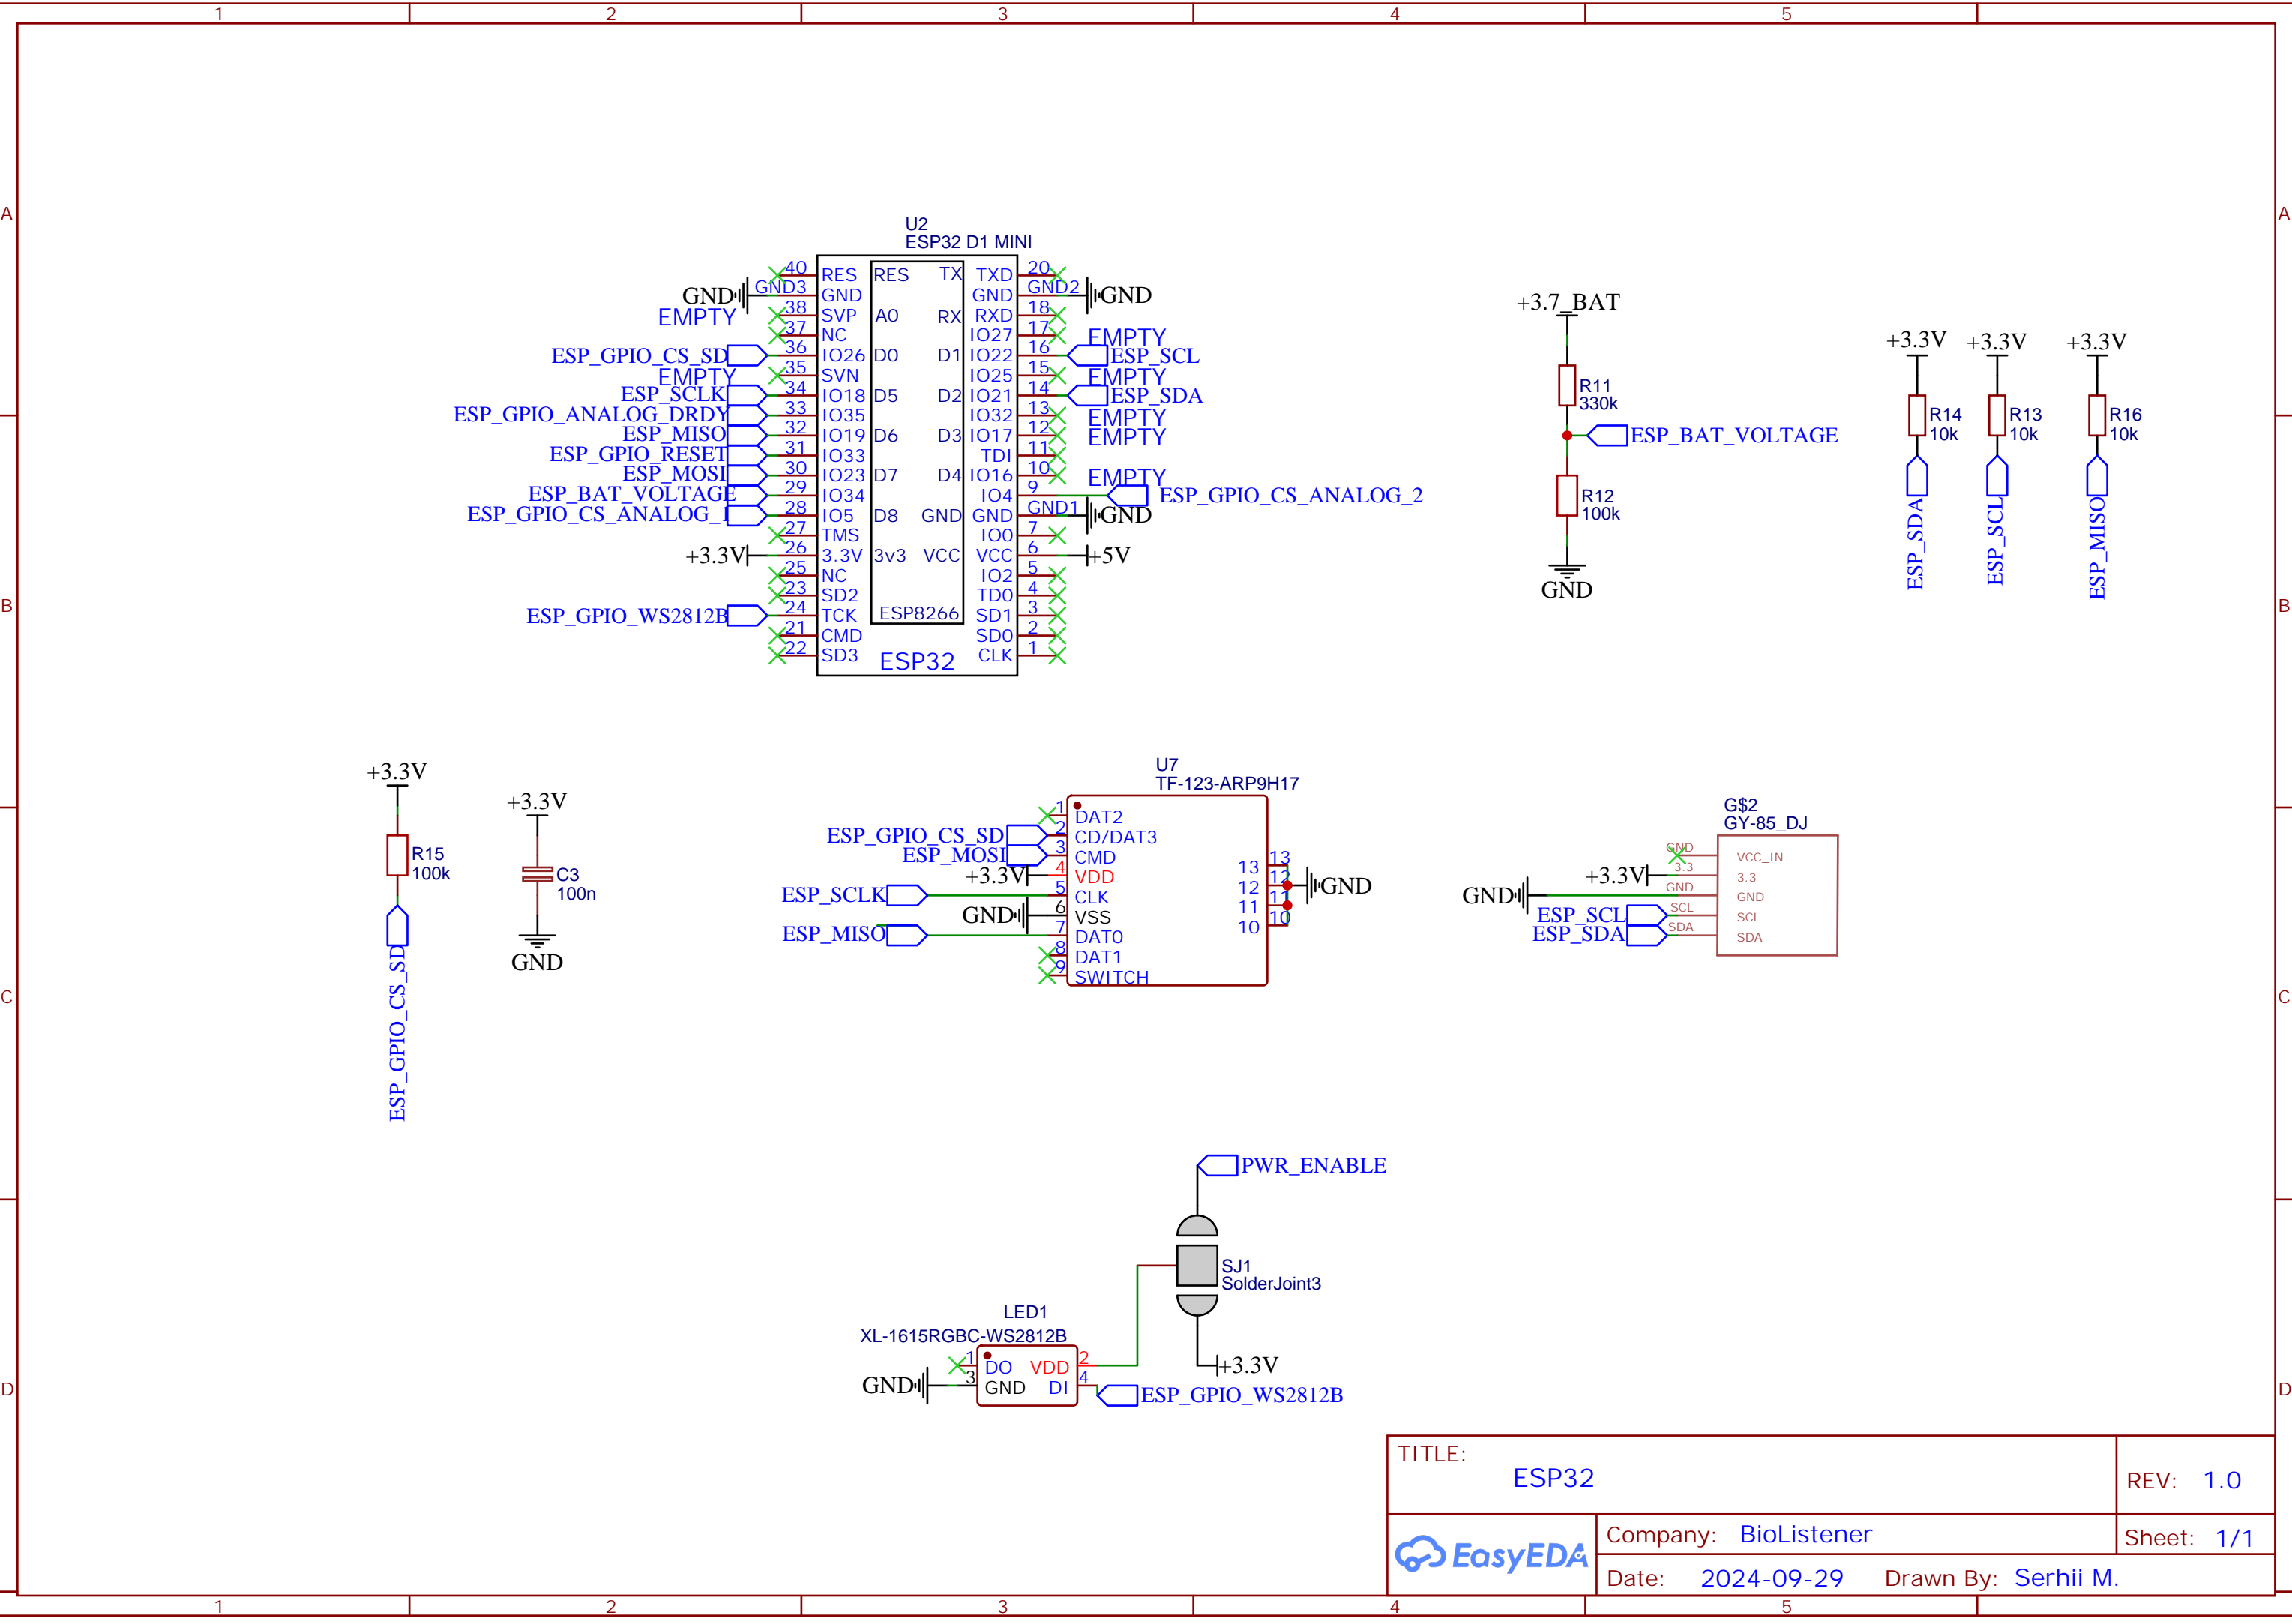 1 2 3 4 5
A A
B B
C C
D D
U2
ESP32 D1 MINI
40 RES RES TX TXD 20
GND GND3 GND GND GND2 GND
EMPTY 38 SVP A0 RX RXD 18
37 NC IO27 17 EMPTY
ESP_GPIO_CS_SD 36 IO26 D0 D1 IO22 16 ESP_SCL
EMPTY 35 SVN IO25 15 EMPTY
ESP_SCLK 34 IO18 D5 D2 IO21 14 ESP_SDA
ESP_GPIO_ANALOG_DRDY 33 IO35 IO32 13 EMPTY
ESP_MISO 32 IO19 D6 D3 IO17 12 EMPTY
ESP_GPIO_RESET 31 IO33 TDI 11
ESP_MOSI 30 IO23 D7 D4 IO16 10 EMPTY
ESP_BAT_VOLTAGE 29 IO34 IO4 9 ESP_GPIO_CS_ANALOG_2
ESP_GPIO_CS_ANALOG_1 28 IO5 D8 GND GND GND1 GND
27 TMS IO0 7
+3.3V 26 3.3V 3v3 VCC VCC 6 +5V
25 NC IO2 5
23 SD2 TD0 4
ESP_GPIO_WS2812B 24 TCK ESP8266 SD1 3
21 CMD SD0 2
22 SD3 ESP32 CLK 1
+3.7_BAT
R11
330k
ESP_BAT_VOLTAGE
R12
100k
GND
+3.3V +3.3V +3.3V
R14 R13 R16
10k 10k 10k
ESP_SDA
ESP_SCL
ESP_MISO
+3.3V
R15
100k
ESP_GPIO_CS_SD
+3.3V
C3
100n
GND
U7
TF-123-ARP9H17
1 DAT2
ESP_GPIO_CS_SD 2 CD/DAT3
ESP_MOSI 3 CMD 13 13
+3.3V 4 VDD 12 12 GND
ESP_SCLK 5 CLK 11 11
GND 6 VSS 10 10
ESP_MISO 7 DAT0
8 DAT1
9 SWITCH
G$2
GY-85_DJ
GND VCC_IN
+3.3V 3.3 3.3
GND GND GND
ESP_SCL SCL SCL
ESP_SDA SDA SDA
PWR_ENABLE
SJ1
SolderJoint3
+3.3V
LED1
XL-1615RGBC-WS2812B
1 DO VDD 2
GND 3 GND DI 4 ESP_GPIO_WS2812B
TITLE:
ESP32
REV: 1.0
EasyEDA
Company: BioListener
Sheet: 1/1
Date: 2024-09-29 Drawn By: Serhii M.
1 2 3 4 5